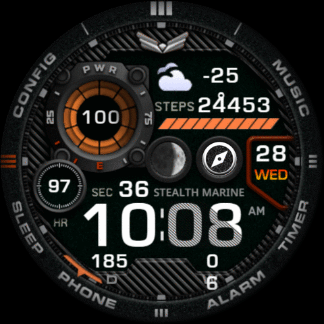 CONFIG
MUSIC
PWR
25
100
75
E
-25
STEPS 24453
28
WED
97
HR
SEC 36 STEALTH MARINE
10:08 AM
185
D
0
6
SLEEP
PHONE
ALARM
TIMER